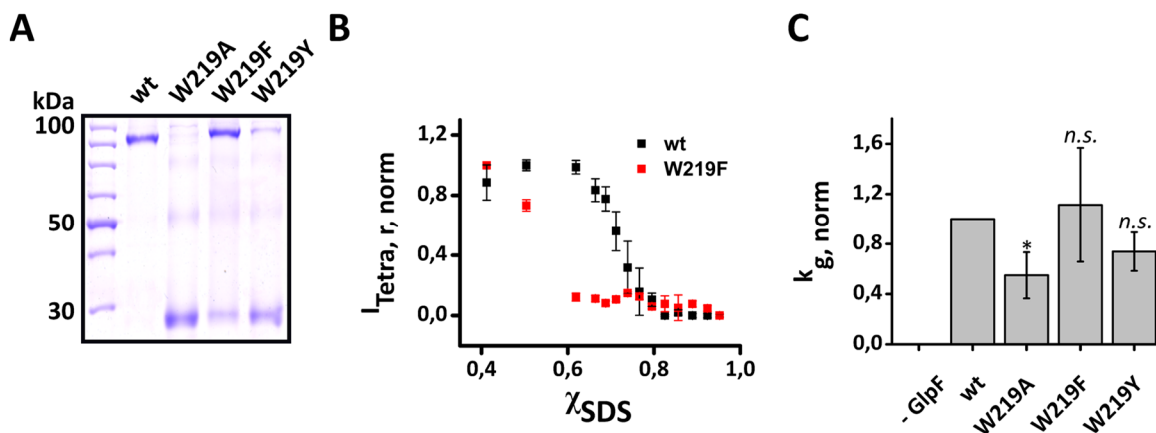 A
wt
W219A
W219F
W219Y
kDa
100
50
30
B
I Tetra, r, norm
1,2
0,8
0,4
0,0
wt
W219F
0,4
0,6
0,8
1,0
χSDS
C
k g, norm
1,6
1,2
0,8
0,4
0,0
n.s.
*
n.s.
- GlpF
wt
W219A
W219F
W219Y